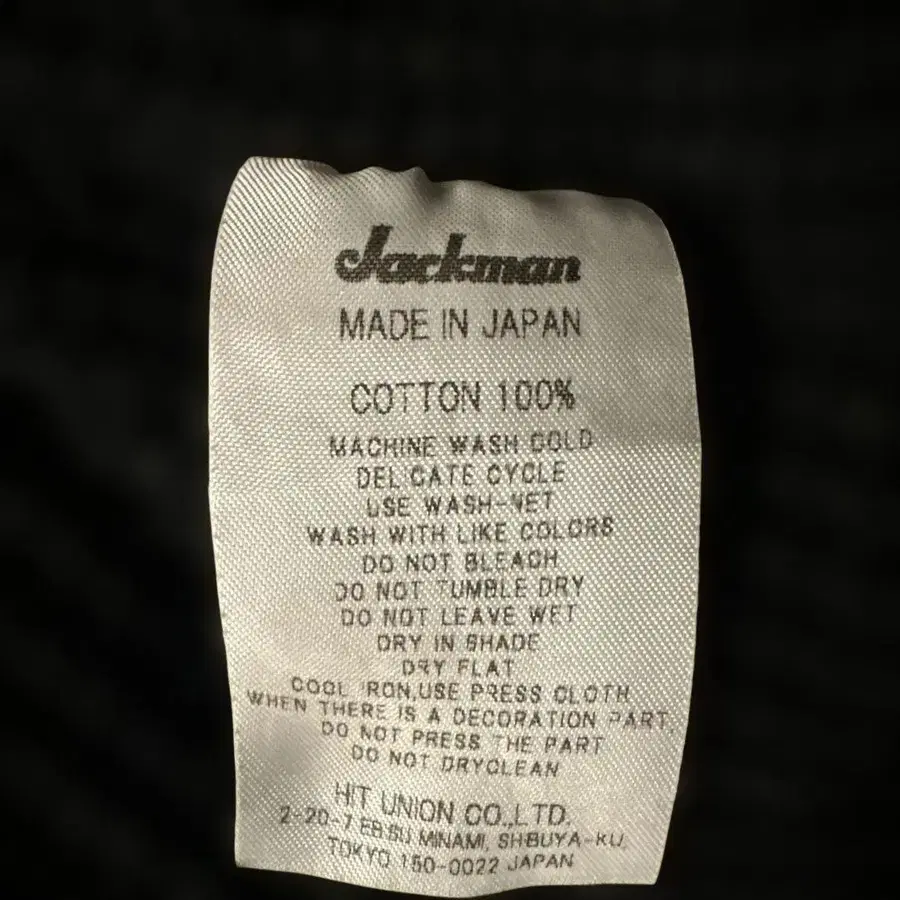 Jackman
MADE IN JAPAN
COTTON 100%
MACHINE WASH COLD
DELICATE CYCLE
USE WASH-NET
WASH WITH LIKE COLORS
DO NOT BLEACH
DO NOT TUMBLE DRY
DO NOT LEAVE WET
DRY IN SHADE
DRY FLAT
COOL IRON,USE PRESS CLOTH
WHEN THERE IS A DECORATION PART,
DO NOT PRESS THE PART
DO NOT DRYCLEAN
HIT UNION CO.,LTD.
2-20-7 EBISU MINAMI, SHIBUYA-KU,
TOKYO 150-0022 JAPAN